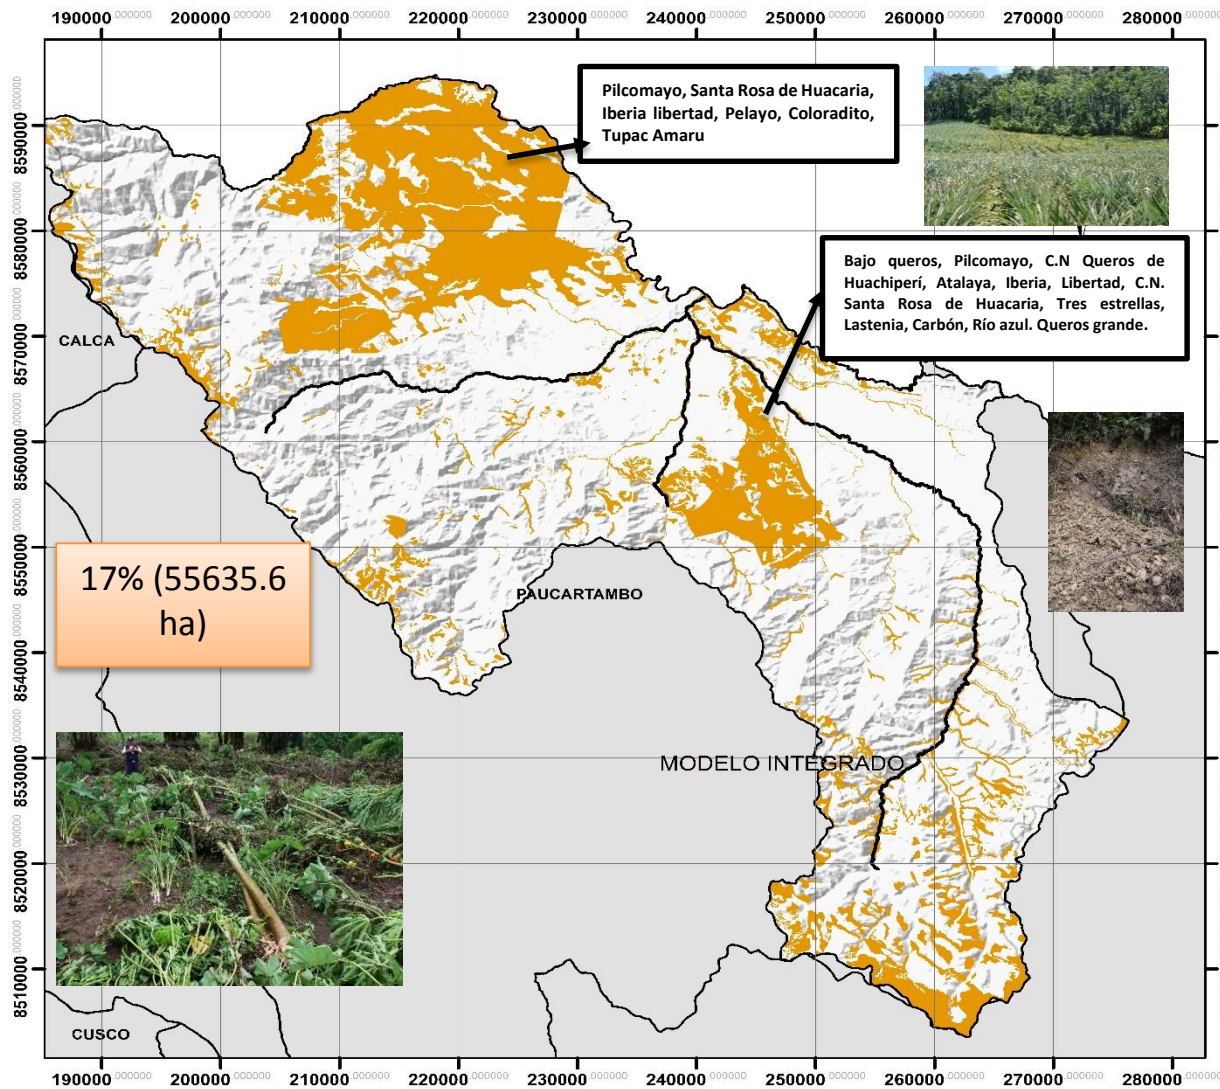 190000.000000 200000.000000 210000.000000 220000.000000 230000.000000 240000.000000 250000.000000 260000.000000 270000.000000 280000.000000
Pilcomayo, Santa Rosa de Huacaria,
Iberia libertad, Pelayo, Coloradito,
Tupac Amaru
8590000.000000
8580000.000000
Bajo queros, Pilcomayo, C.N Queros de
Huachiperí, Atalaya, Iberia, Libertad, C.N.
Santa Rosa de Huacaria, Tres estrellas,
Lastenia, Carbón, Río azul. Queros grande.
8570000.000000
CALCA
8560000.000000
8550000.000000
17% (55635.6
ha)
PAUCARTAMBO
8540000.000000
8530000.000000
MODELO INTEGRADO
8520000.000000
8510000.000000
CUSCO
190000.000000 200000.000000 210000.000000 220000.000000 230000.000000 240000.000000 250000.000000 260000.000000 270000.000000 280000.000000